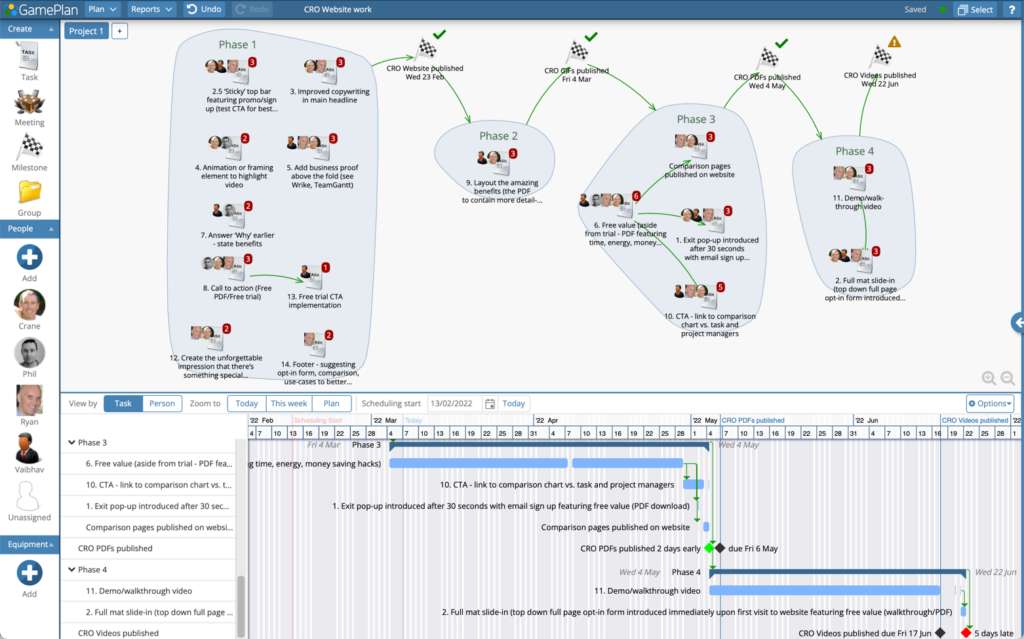 GamePlan
Plan
Reports
Undo
Redo
CRO Website work
Saved
Select
?
Create
Task
Meeting
Milestone
Group
People
Add
Crane
Phil
Ryan
Vaibhav
Unassigned
Equipment
Add
Project 1
+
Phase 1
3
2.5 'Sticky' top bar
featuring promo/sign
up (test CTA for best...
3
3. Improved copywriting
in main headline
2
4. Animation or framing
element to highlight
video
3
5. Add business proof
above the fold (see
Wrike, TeamGantt)
2
7. Answer 'Why' earlier
- state benefits
3
8. Call to action (Free
PDF/Free trial)
1
13. Free trial CTA
implementation
2
12. Create the unforgettable
impression that there's
something special...
2
14. Footer - suggesting
opt-in form, comparison,
use-cases to better...
CRO Website published
Wed 23 Feb
Phase 2
3
9. Layout the amazing
benefits (the PDF
to contain more detail-...
CRO GIFs published
Fri 4 Mar
Phase 3
3
Comparison pages
published on website
6
6. Free value (aside
from trial - PDF featuring
time, energy, money...
3
1. Exit pop-up introduced
after 30 seconds
with email sign up...
5
10. CTA - link to comparison
chart vs. task and
project managers
CRO PDFs published
Wed 4 May
CRO Videos published
Wed 22 Jun
Phase 4
3
11. Demo/walk-
through video
3
2. Full mat slide-in
(top down full page
opt-in form introduced...
View by
Task
Person
Zoom to
Today
This week
Plan
Scheduling start
13/02/2022
Today
Options
'22 Feb
Scheduling Start
'22 Mar
Today
'22 Apr
'22 May
CRO PDFs published
'22 Jun
CRO Videos published
'22
4 7 10 13 16 19 22 25 28 4 7 10 13 16 19 22 25 28 31 3 6 9 12 15 18 21 24 27 30 4 7 10 13 16 19 22 25 28 31 3 6 9 12 16 19 22 25 28 1
Phase 3
Fri 4 Mar
Phase 3
Wed 4 May
6. Free value (aside from trial - PDF fea...
g time, energy, money saving hacks)
10. CTA - link to comparison chart vs. t...
10. CTA - link to comparison chart vs. task and project managers
1. Exit pop-up introduced after 30 sec...
1. Exit pop-up introduced after 30 seconds with email sign up featuring free value (PDF download)
Comparison pages published on websi...
Comparison pages published on website
CRO PDFs published
CRO PDFs published 2 days early
due Fri 6 May
Phase 4
Wed 4 May
Phase 4
Wed 22 Jun
11. Demo/walkthrough video
11. Demo/walkthrough video
2. Full mat slide-in (top down full page ...
2. Full mat slide-in (top down full page opt-in form introduced immediately upon first visit to website featuring free value (walkthrough/PDF)
CRO Videos published
CRO Videos published due Fri 17 Jun
5 days late